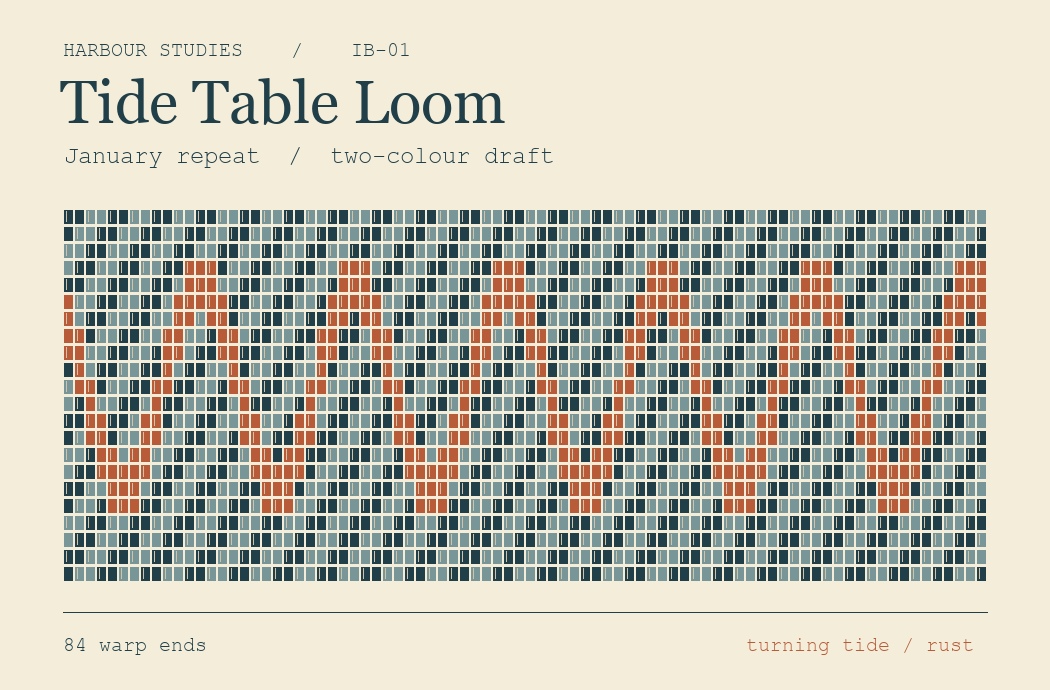 HARBOUR STUDIES / IB-01
Tide Table Loom
January repeat / two-colour draft
84 warp ends
turning tide / rust